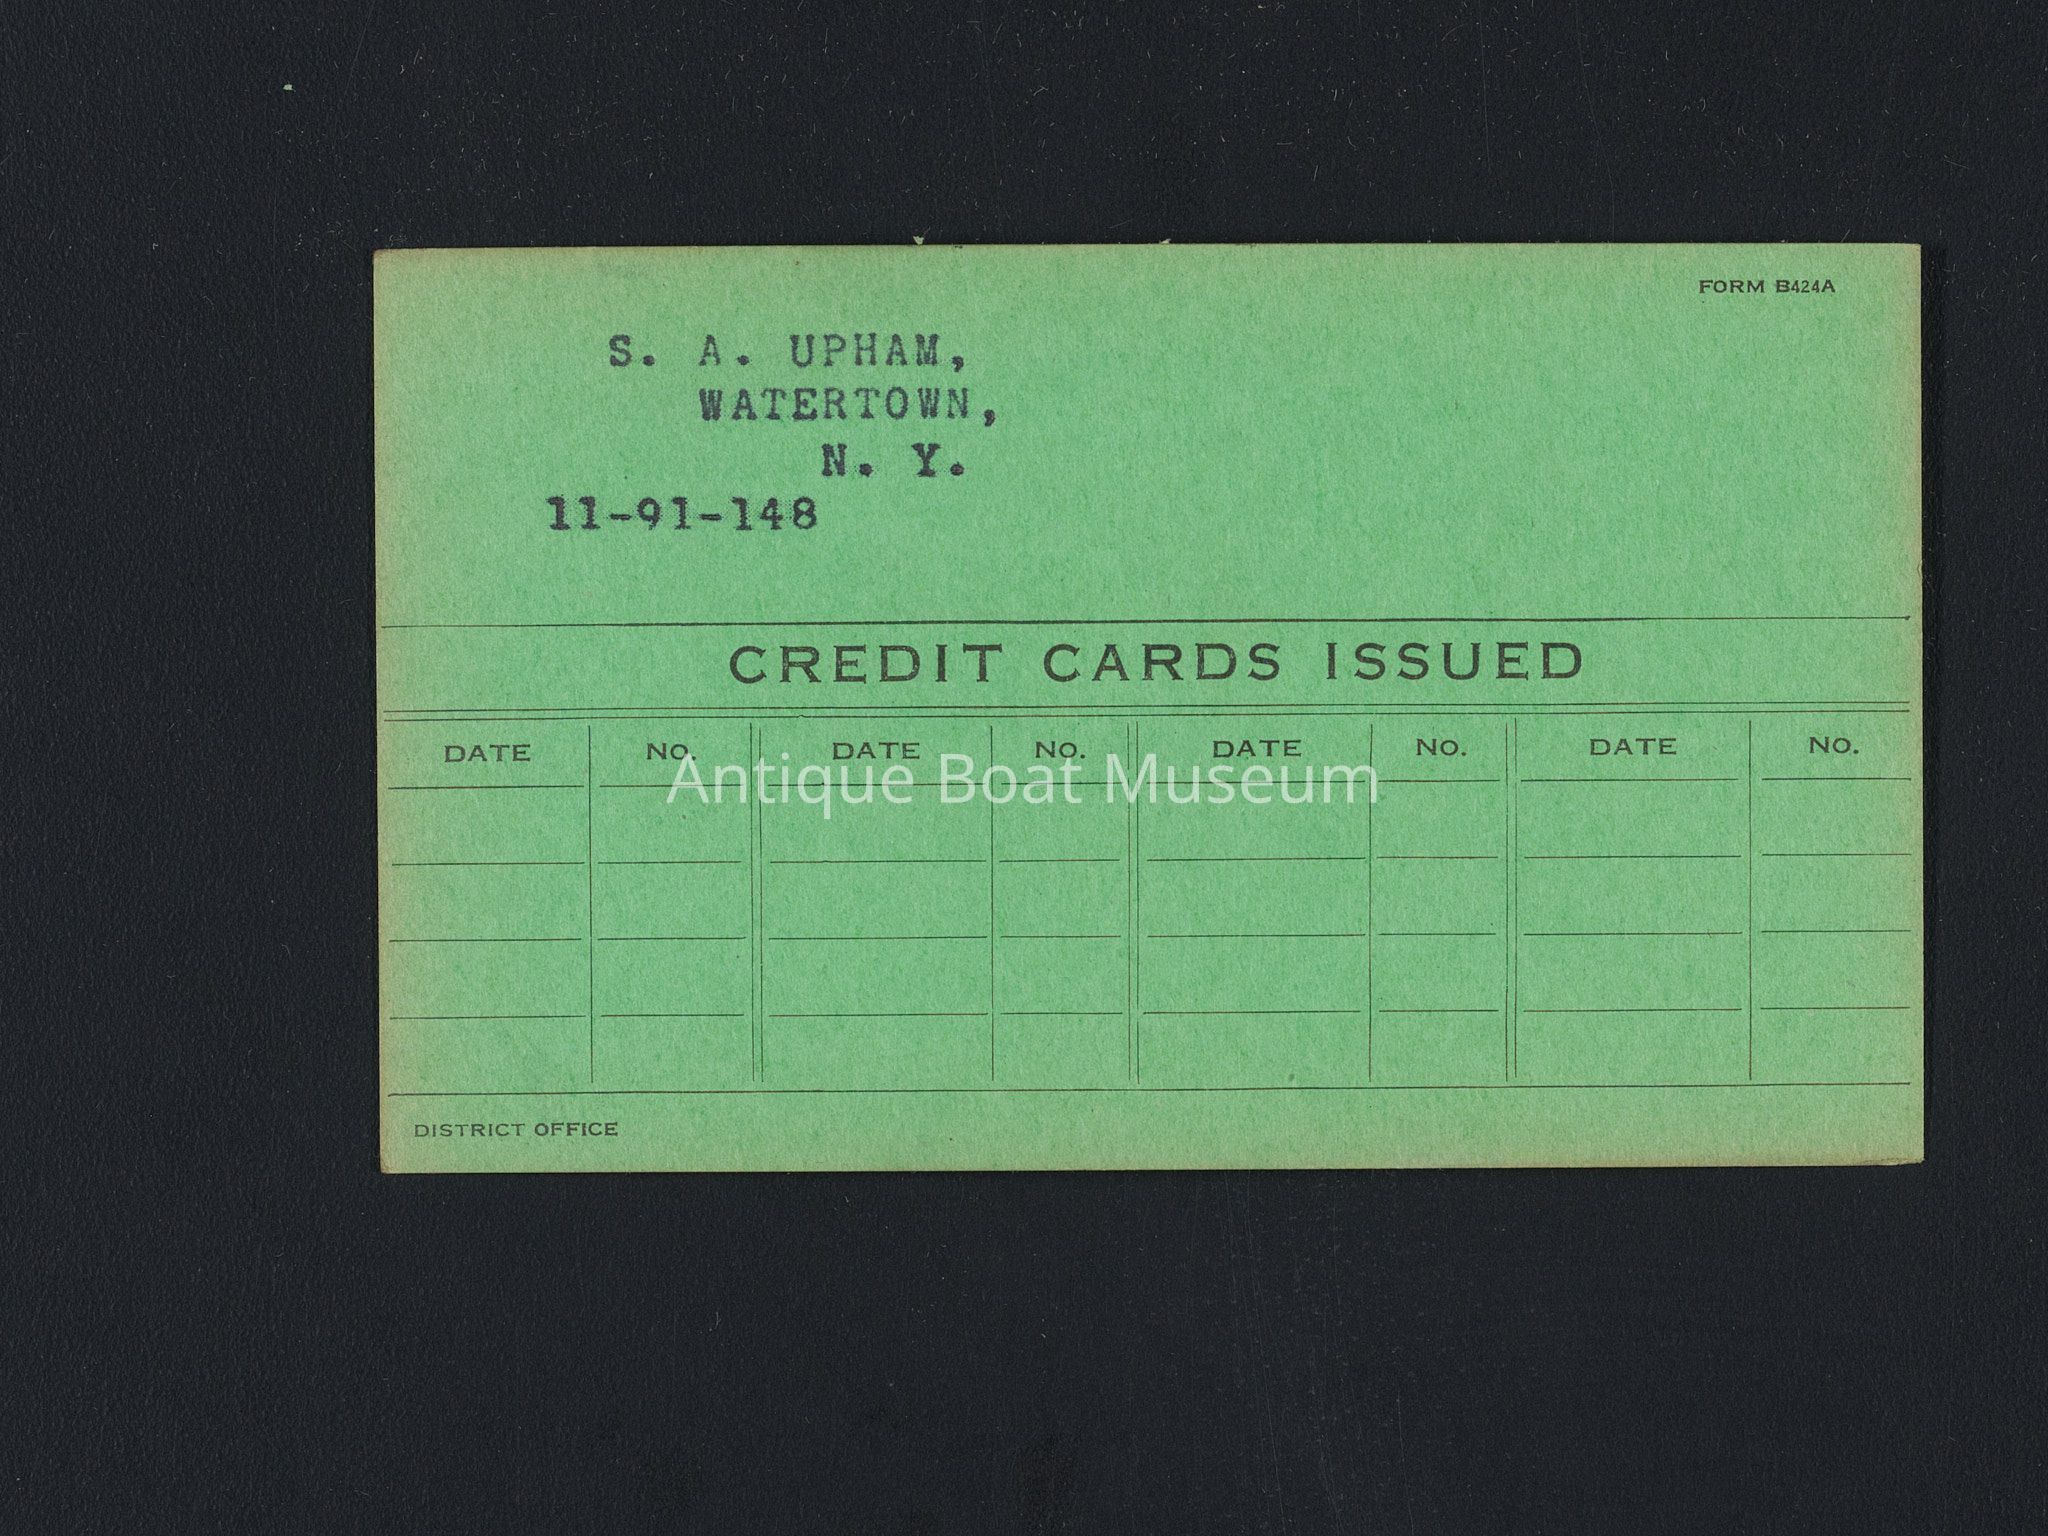 FORM B424A
S. A. UPHAM,
WATERTOWN,
N. Y.
11-91-148
CREDIT CARDS ISSUED
DATE NO. DATE NO. DATE NO. DATE NO.
Antique Boat Museum
DISTRICT OFFICE